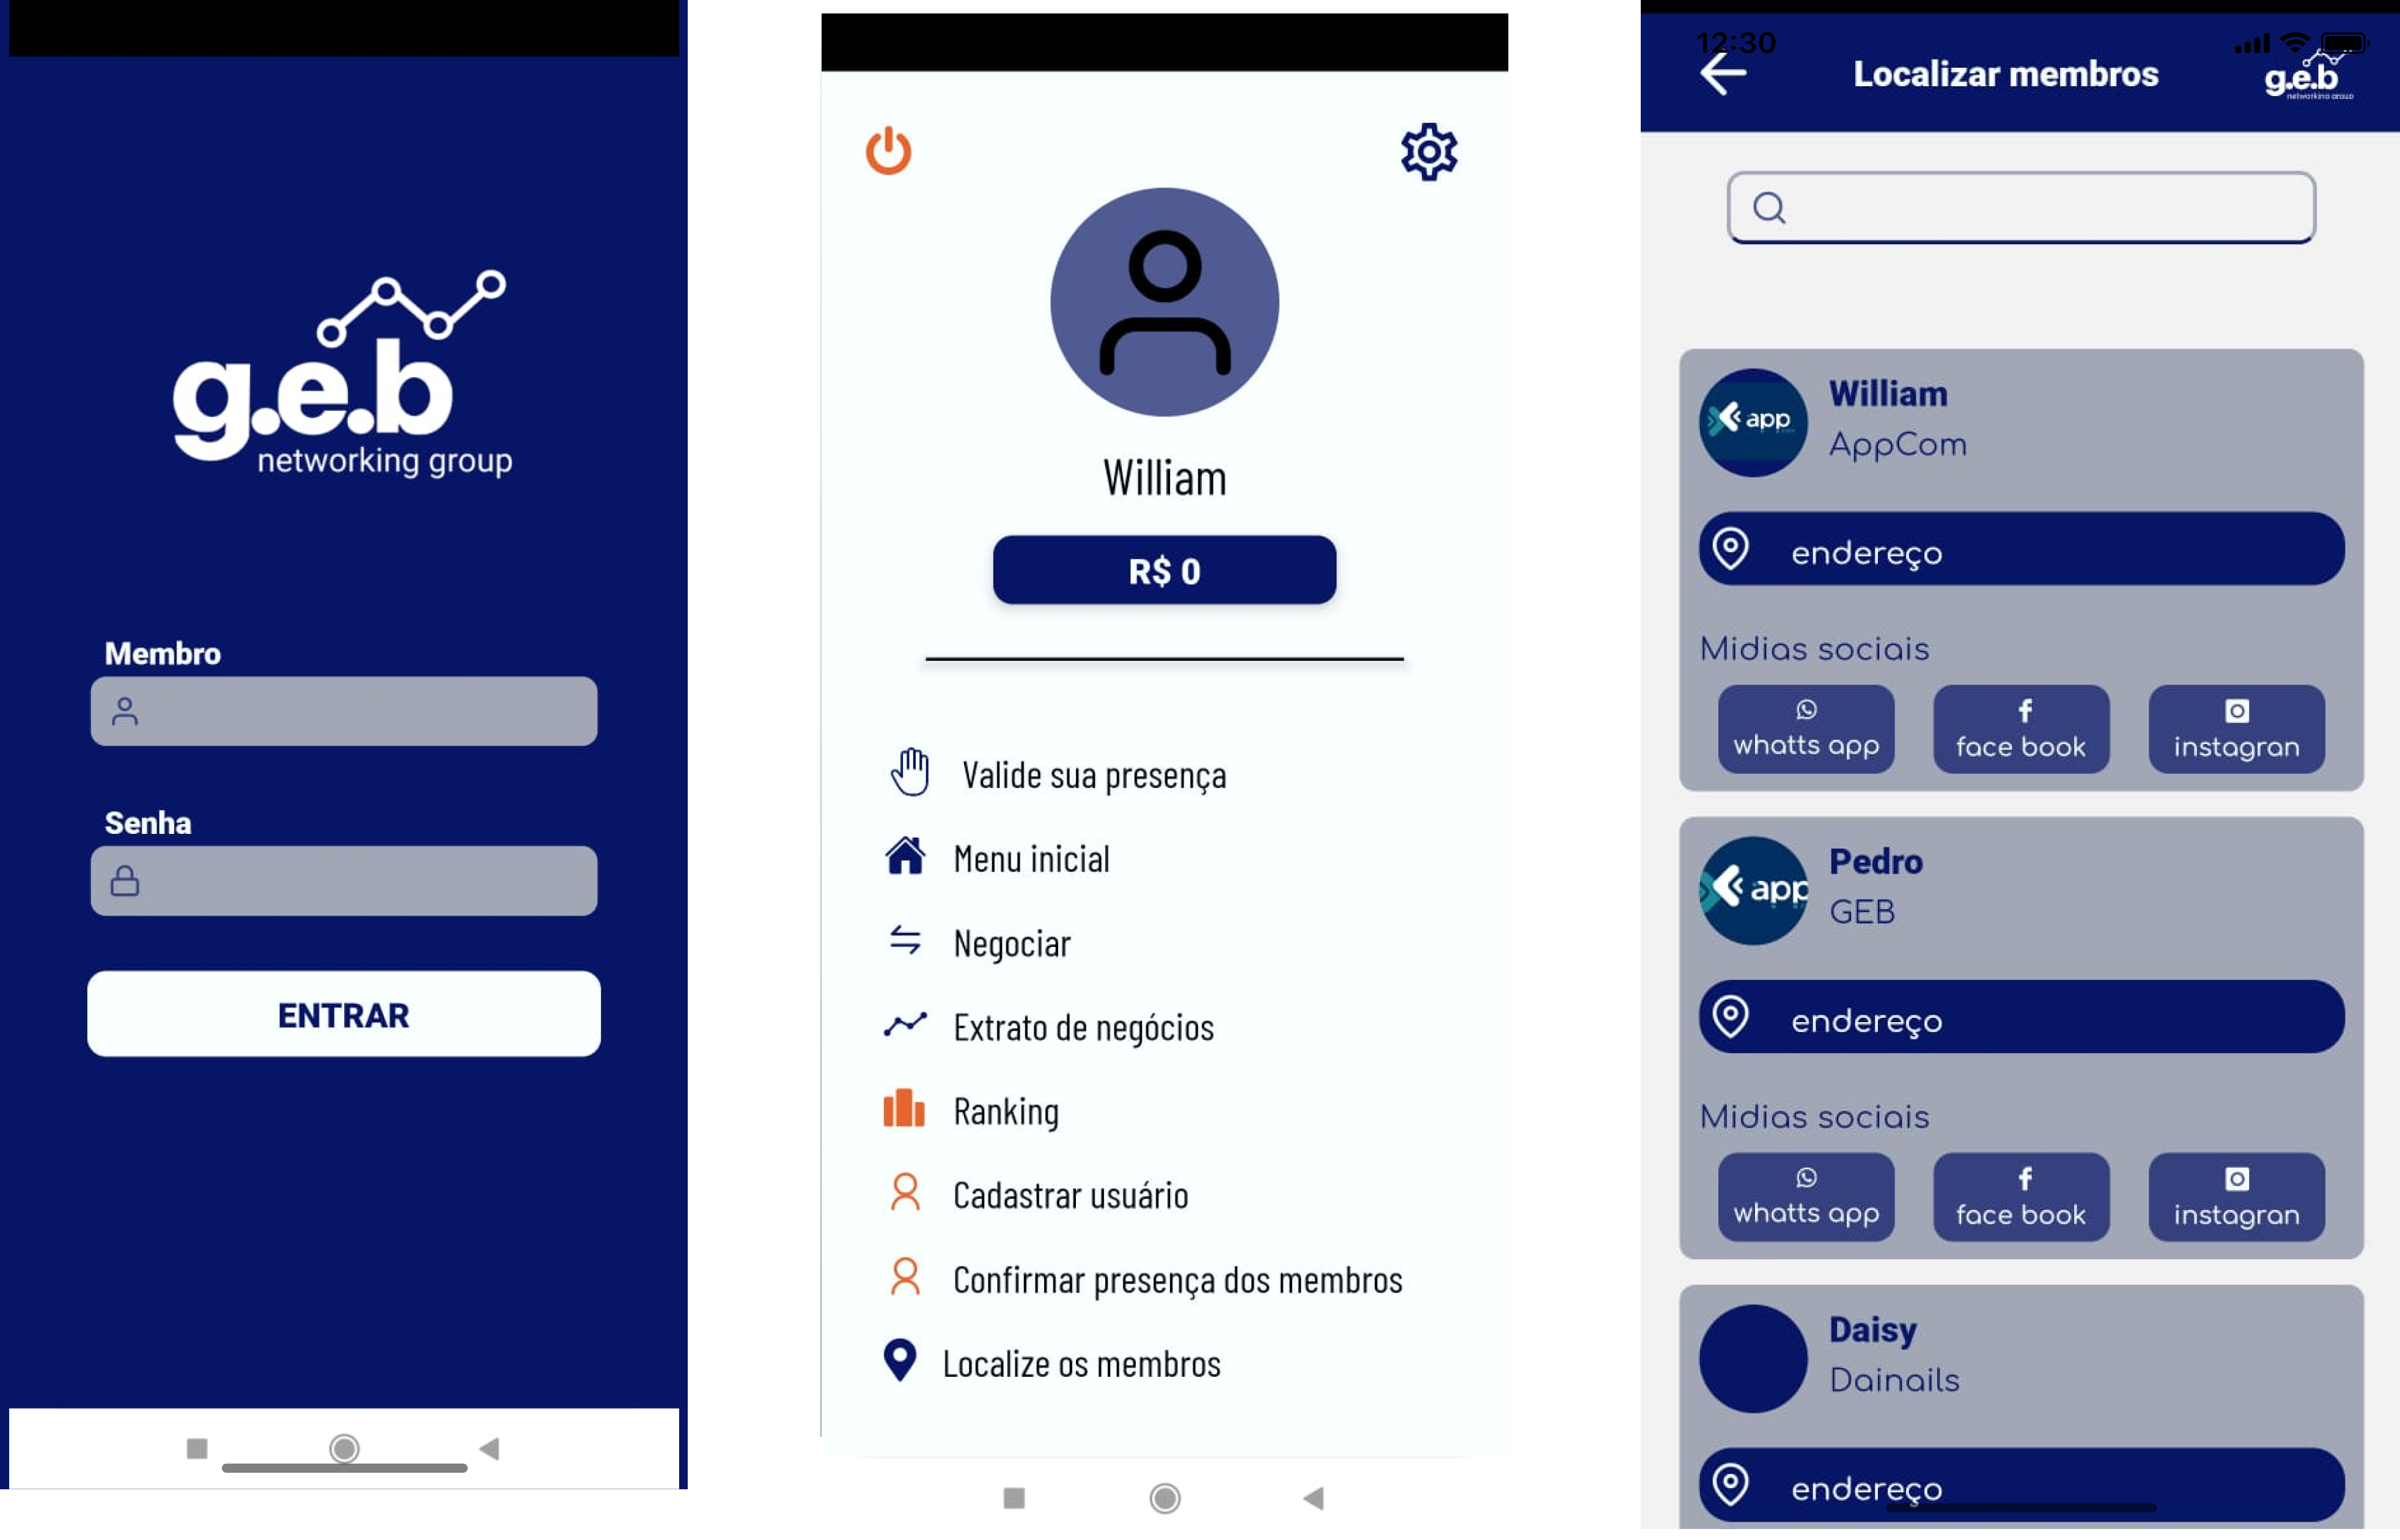 g.e.b
networking group
Membro
Senha
ENTRAR
William
R$ 0
Valide sua presença
Menu inicial
Negociar
Extrato de negócios
Ranking
Cadastrar usuário
Confirmar presença dos membros
Localize os membros
12:30
Localizar membros
g.e.b
networking group
app
William
AppCom
endereço
Midias sociais
whatts app
face book
instagran
app
Pedro
GEB
endereço
Midias sociais
whatts app
face book
instagran
Daisy
Dainails
endereço